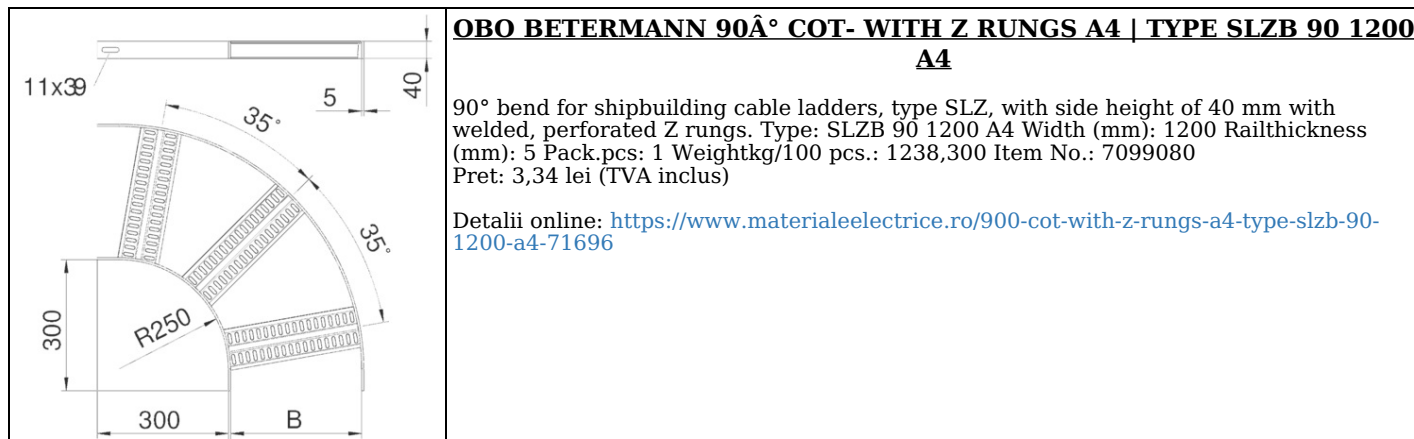 11x39
5
40
35°
35°
R250
300
300
B
OBO BETERMANN 90Â° COT- WITH Z RUNGS A4 | TYPE SLZB 90 1200
A4
90° bend for shipbuilding cable ladders, type SLZ, with side height of 40 mm with
welded, perforated Z rungs. Type: SLZB 90 1200 A4 Width (mm): 1200 Railthickness
(mm): 5 Pack.pcs: 1 Weightkg/100 pcs.: 1238,300 Item No.: 7099080
Pret: 3,34 lei (TVA inclus)
Detalii online: https://www.materialeelectrice.ro/900-cot-with-z-rungs-a4-type-slzb-90-
1200-a4-71696